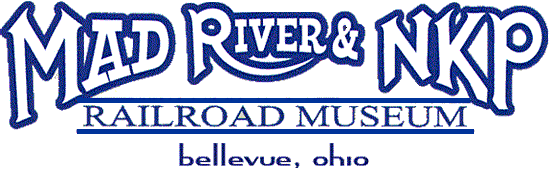 MAD RIVER & NKP
RAILROAD MUSEUM
bellevue, ohio